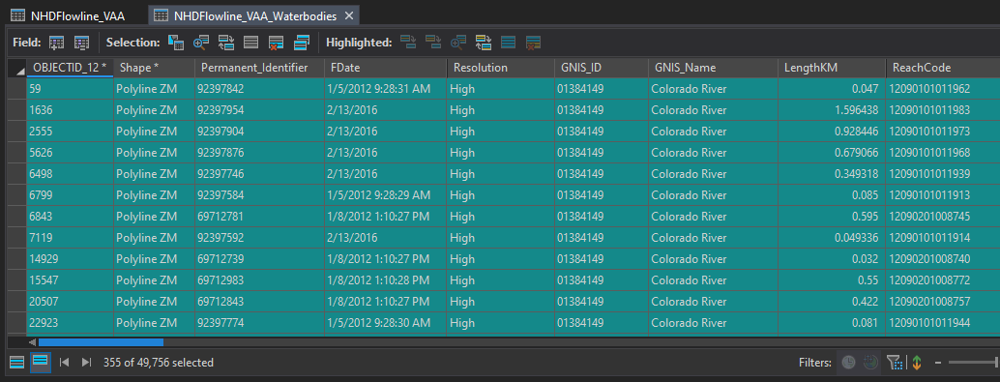 NHDFlowline_VAA NHDFlowline_VAA_Waterbodies
Field: Selection: Highlighted:
OBJECTID_12 * Shape * Permanent_Identifier FDate Resolution GNIS_ID GNIS_Name LengthKM ReachCode
59 Polyline ZM 92397842 1/5/2012 9:28:31 AM High 01384149 Colorado River 0.047 12090101011962
1636 Polyline ZM 92397954 2/13/2016 High 01384149 Colorado River 1.596438 12090101011983
2555 Polyline ZM 92397904 2/13/2016 High 01384149 Colorado River 0.928446 12090101011973
5626 Polyline ZM 92397876 2/13/2016 High 01384149 Colorado River 0.679066 12090101011968
6498 Polyline ZM 92397746 2/13/2016 High 01384149 Colorado River 0.349318 12090101011939
6799 Polyline ZM 92397584 1/5/2012 9:28:29 AM High 01384149 Colorado River 0.085 12090101011913
6843 Polyline ZM 69712781 1/8/2012 1:10:27 PM High 01384149 Colorado River 0.595 12090201008745
7119 Polyline ZM 92397592 2/13/2016 High 01384149 Colorado River 0.049336 12090101011914
14929 Polyline ZM 69712739 1/8/2012 1:10:27 PM High 01384149 Colorado River 0.032 12090201008740
15547 Polyline ZM 69712983 1/8/2012 1:10:28 PM High 01384149 Colorado River 0.55 12090201008772
20507 Polyline ZM 69712843 1/8/2012 1:10:27 PM High 01384149 Colorado River 0.422 12090201008757
22923 Polyline ZM 92397774 1/5/2012 9:28:30 AM High 01384149 Colorado River 0.081 12090101011944
355 of 49,756 selected Filters: